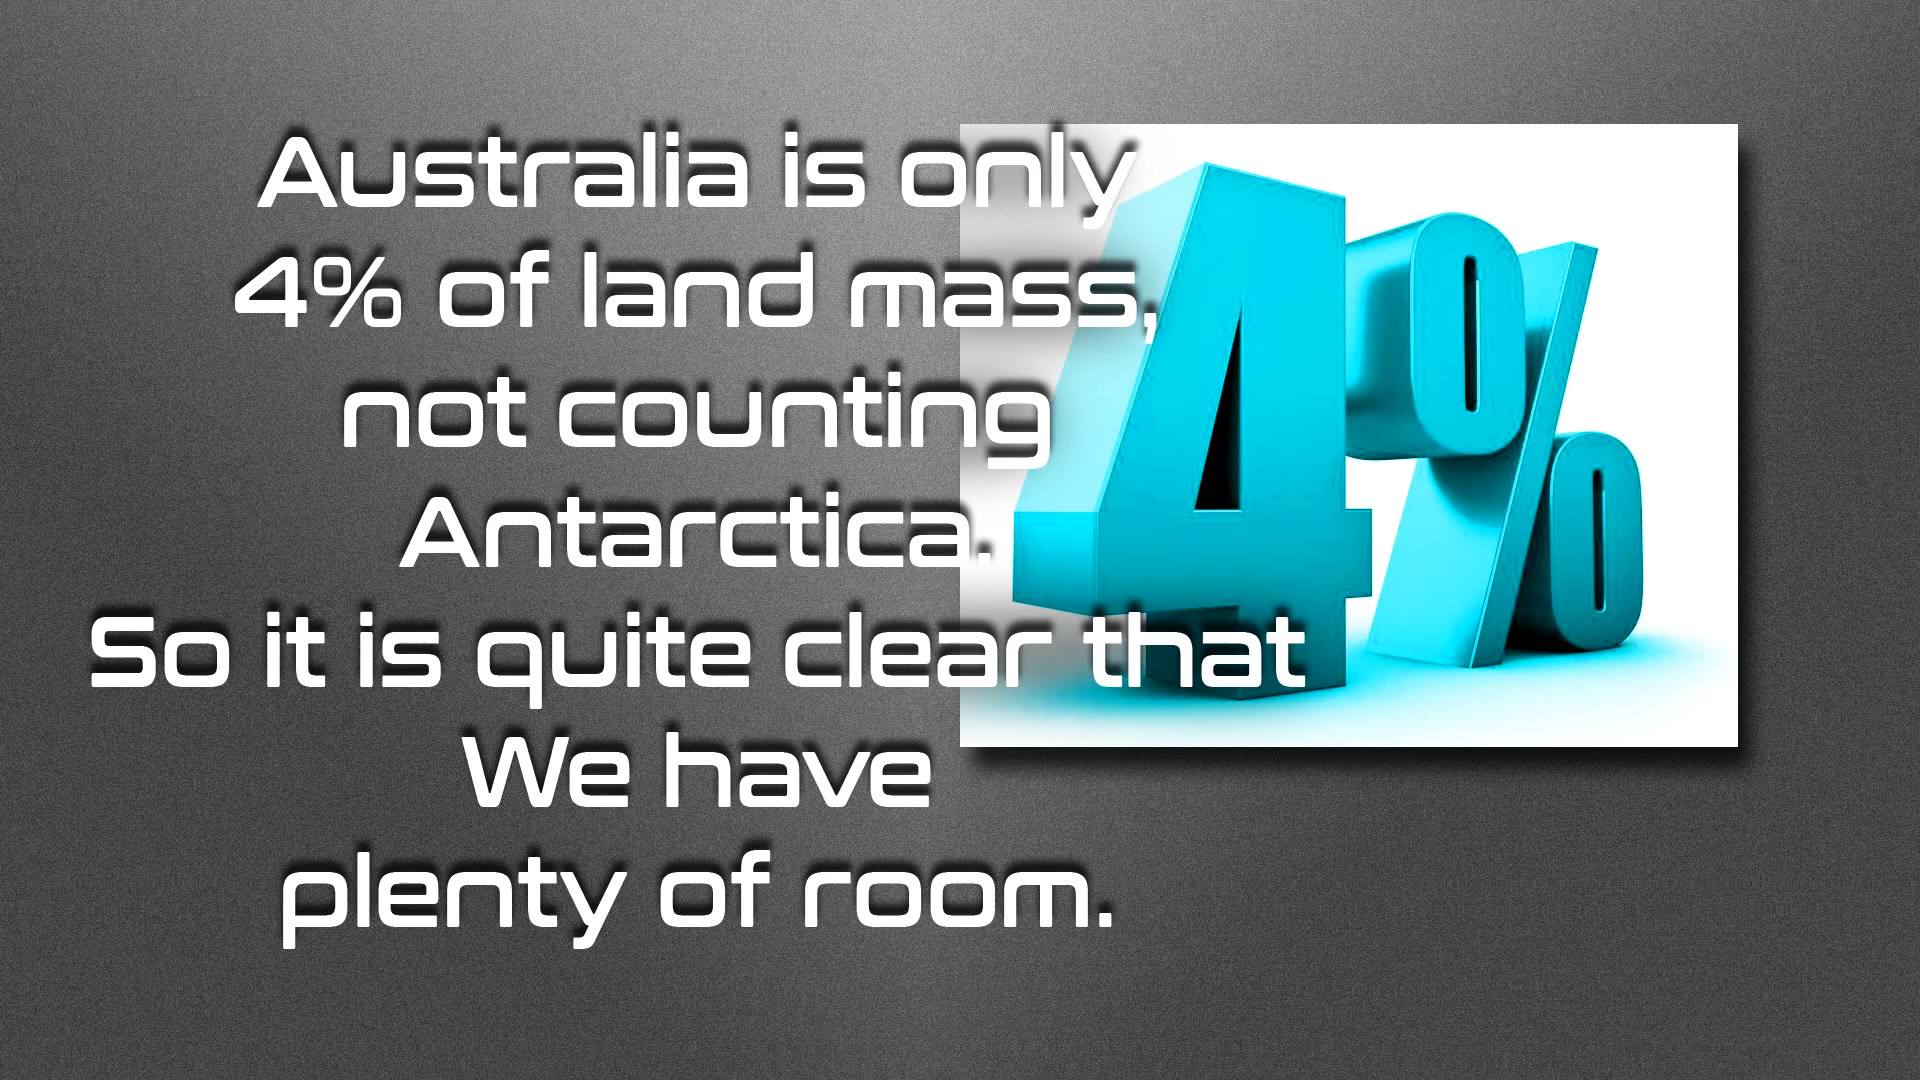 Australia is only
4% of land mass,
not counting
Antarctica.
So it is quite clear that
We have
plenty of room.
4%